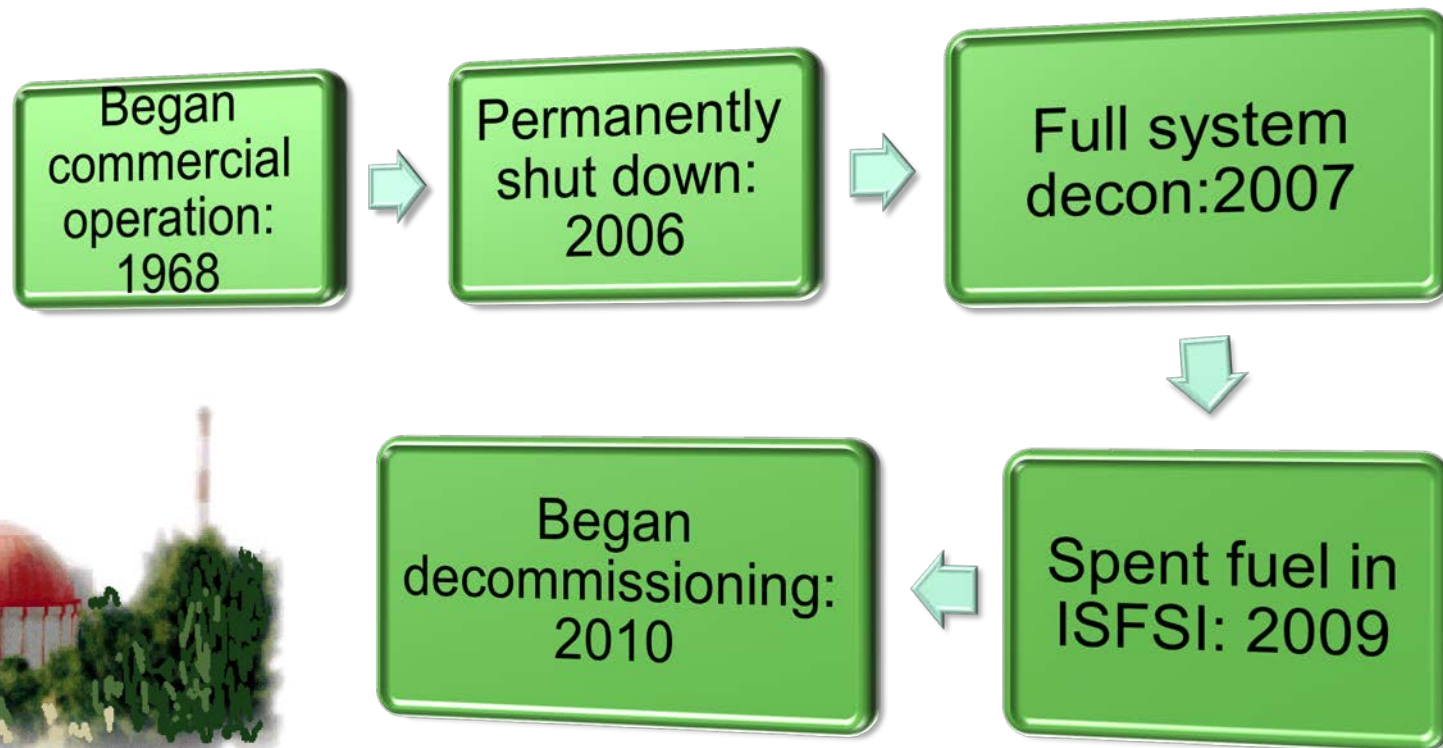 Began
commercial
operation:
1968
Permanently
shut down:
2006
Full system
decon:2007
Spent fuel in
ISFSI: 2009
Began
decommissioning:
2010